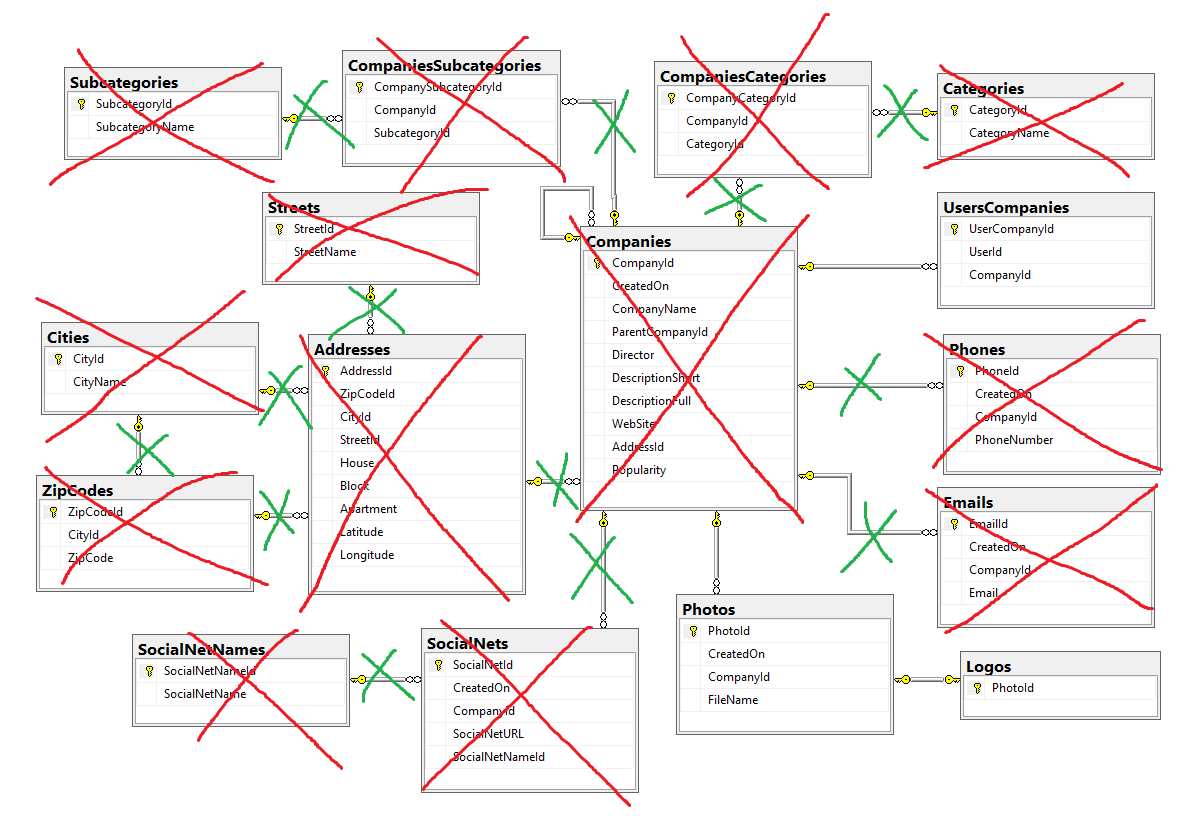 Subcategories
SubcategoryId
SubcategoryName
CompaniesSubcategories
CompanySubcategoryId
CompanyId
SubcategoryId
CompaniesCategories
CompanyCategoryId
CompanyId
CategoryId
Categories
CategoryId
CategoryName
Streets
StreetId
StreetName
UsersCompanies
UserCompanyId
UserId
CompanyId
Companies
CompanyId
CreatedOn
CompanyName
ParentCompanyId
Director
DescriptionShort
DescriptionFull
WebSite
AddressId
Popularity
Cities
CityId
CityName
Addresses
AddressId
ZipCodeId
CityId
StreetId
House
Block
Apartment
Latitude
Longitude
Phones
PhoneId
CreatedOn
CompanyId
PhoneNumber
ZipCodes
ZipCodeId
CityId
ZipCode
Emails
EmailId
CreatedOn
CompanyId
Email
SocialNetNames
SocialNetNameId
SocialNetName
SocialNets
SocialNetId
CreatedOn
CompanyId
SocialNetURL
SocialNetNameId
Photos
PhotoId
CreatedOn
CompanyId
FileName
Logos
PhotoId